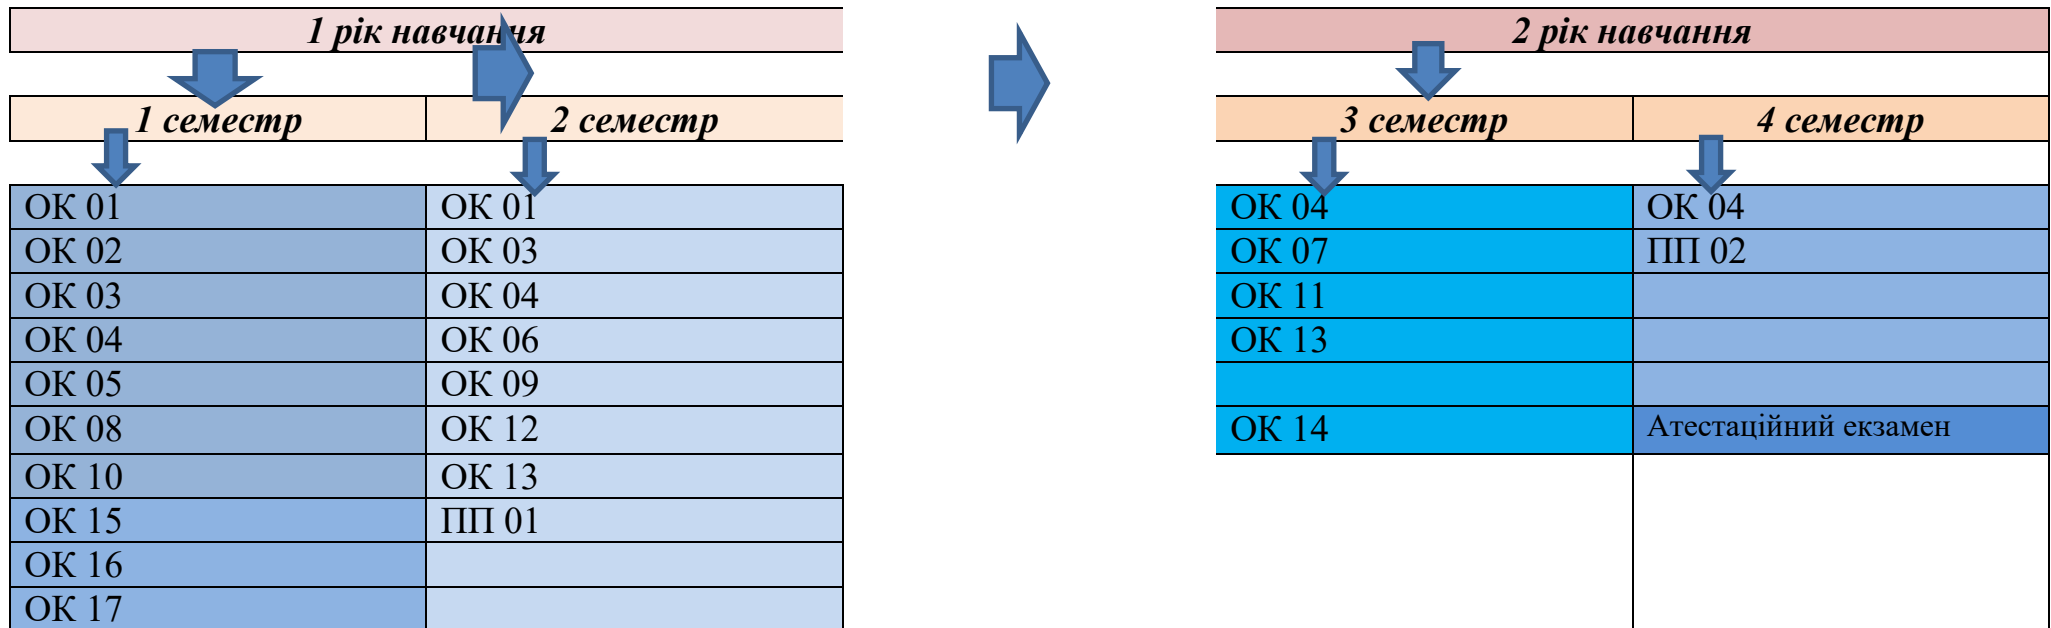 1 рік навчання
2 рік навчання
1 семестр
2 семестр
3 семестр
4 семестр
ОК 01
ОК 01
ОК 04
ОК 04
ОК 02
ОК 03
ОК 07
ПП 02
ОК 03
ОК 04
ОК 11
ОК 04
ОК 06
ОК 13
ОК 05
ОК 09
ОК 08
ОК 12
ОК 14
Атестаційний екзамен
ОК 10
ОК 13
ОК 15
ПП 01
ОК 16
ОК 17